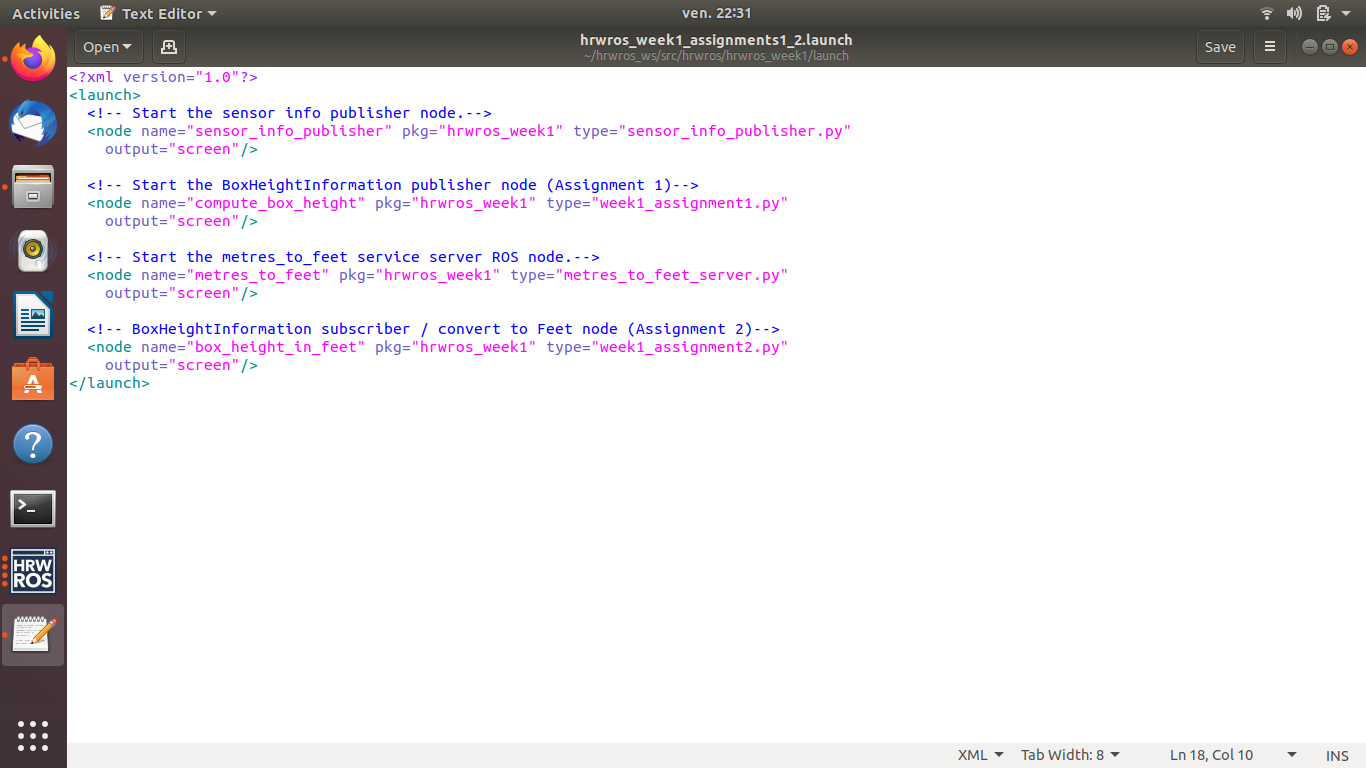 Activities
Text Editor
ven. 22:31
Open
hrwros_week1_assignments1_2.launch
~/hrwros_ws/src/hrwros/hrwros_week1/launch
Save
<?xml version="1.0"?>
<launch>
  <!-- Start the sensor info publisher node.-->
  <node name="sensor_info_publisher" pkg="hrwros_week1" type="sensor_info_publisher.py"
    output="screen"/>

  <!-- Start the BoxHeightInformation publisher node (Assignment 1)-->
  <node name="compute_box_height" pkg="hrwros_week1" type="week1_assignment1.py"
    output="screen"/>

  <!-- Start the metres_to_feet service server ROS node.-->
  <node name="metres_to_feet" pkg="hrwros_week1" type="metres_to_feet_server.py"
    output="screen"/>

  <!-- BoxHeightInformation subscriber / convert to Feet node (Assignment 2)-->
  <node name="box_height_in_feet" pkg="hrwros_week1" type="week1_assignment2.py"
    output="screen"/>
</launch>
HRW
ROS
XML
Tab Width: 8
Ln 18, Col 10
INS